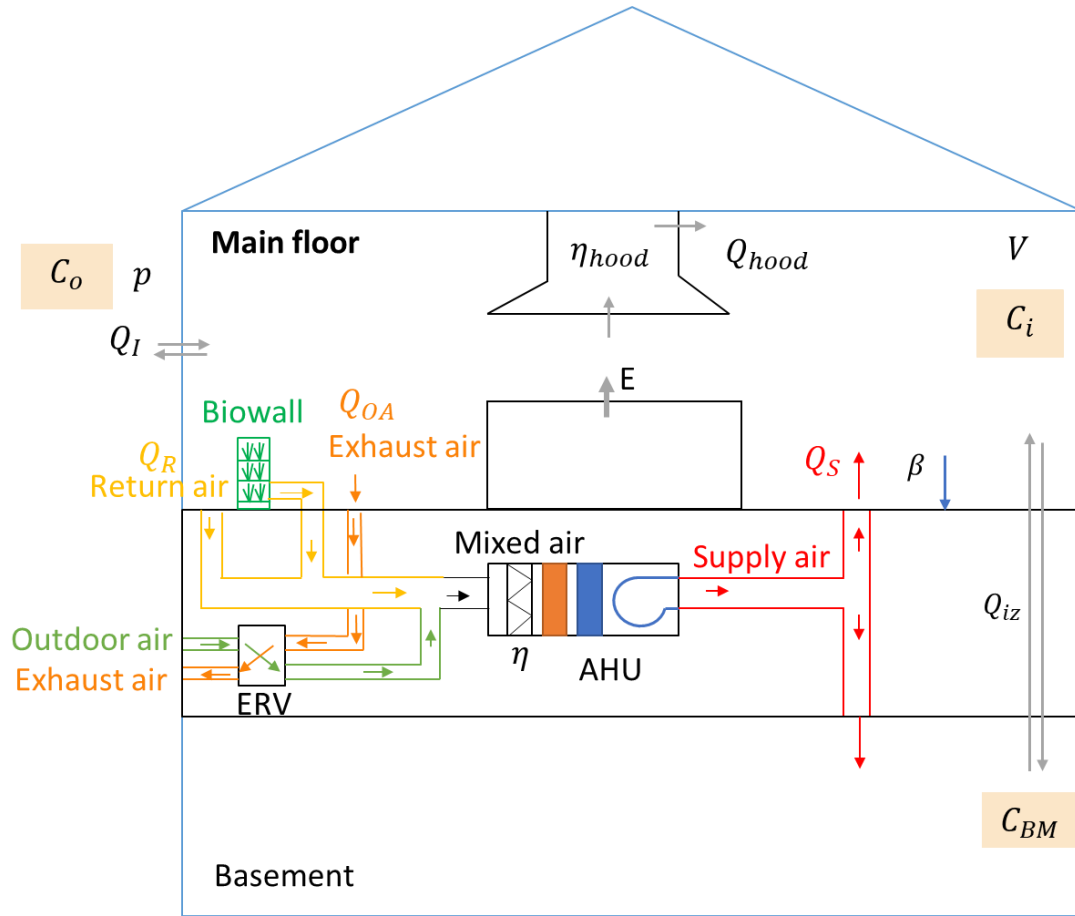 Main floor
V
η_hood
Q_hood
C_o
p
C_i
Q_I
E
Biowall
Q_OA
Exhaust air
Q_R
Return air
Q_S
β
Mixed air
Supply air
Q_iz
Outdoor air
Exhaust air
η
AHU
ERV
C_BM
Basement